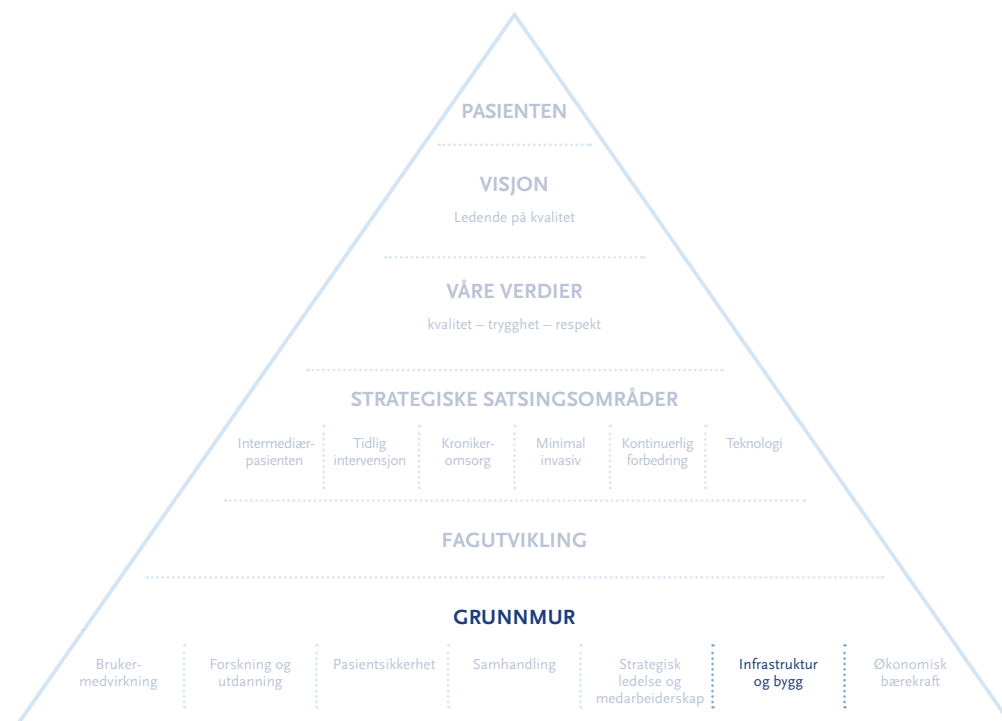 PASIENTEN
VISJON
Ledende på kvalitet
VÅRE VERDIER
kvalitet – trygghet – respekt
STRATEGISKE SATSINGSOMRÅDER
Intermediær-
pasienten
Tidlig
intervensjon
Kroniker-
omsorg
Minimal
invasiv
Kontinuerlig
forbedring
Teknologi
FAGUTVIKLING
GRUNNMUR
Bruker-
medvirkning
Forskning og
utdanning
Pasientsikkerhet
Samhandling
Strategisk
ledelse og
medarbeiderskap
Infrastruktur
og bygg
Økonomisk
bærekraft